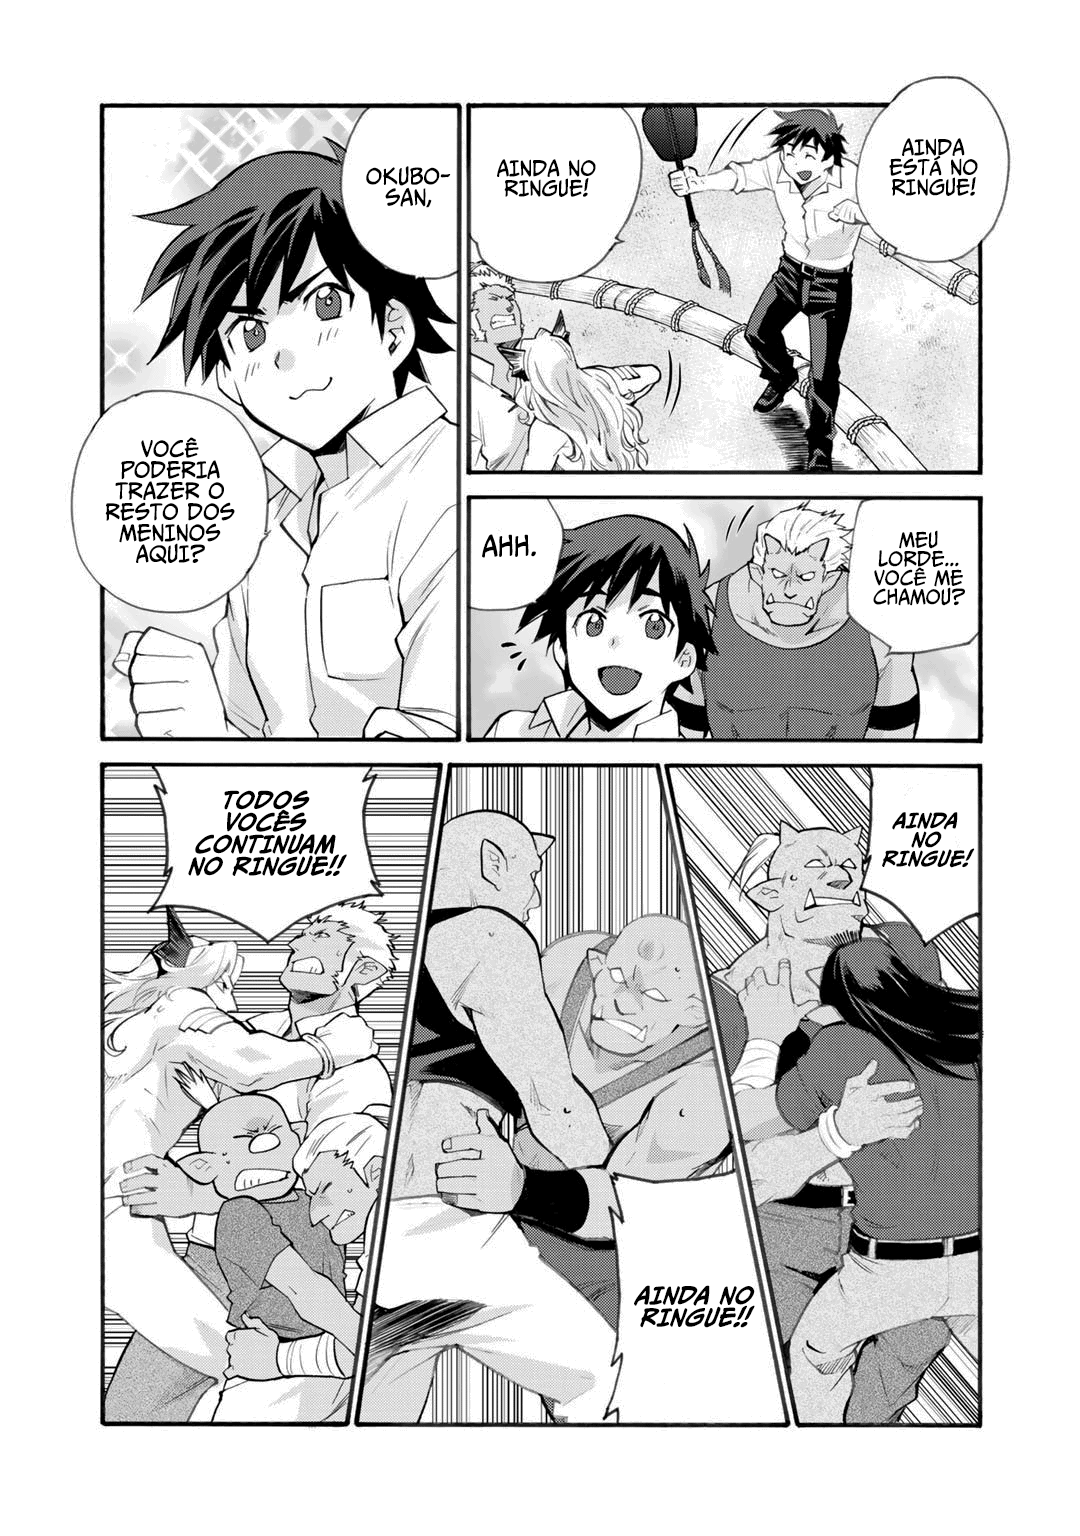 AINDA
ESTÁ NO
RINGUE!
AINDA NO
RINGUE!
MEU
LORDE...
VOCÊ ME
CHAMOU?
AHH.
OKUBO-
SAN,
VOCÊ
PODERIA
TRAZER O
RESTO DOS
MENINOS
AQUI?
AINDA
NO
RINGUE!
AINDA NO
RINGUE!!
TODOS
VOCÊS
CONTINUAM
NO RINGUE!!